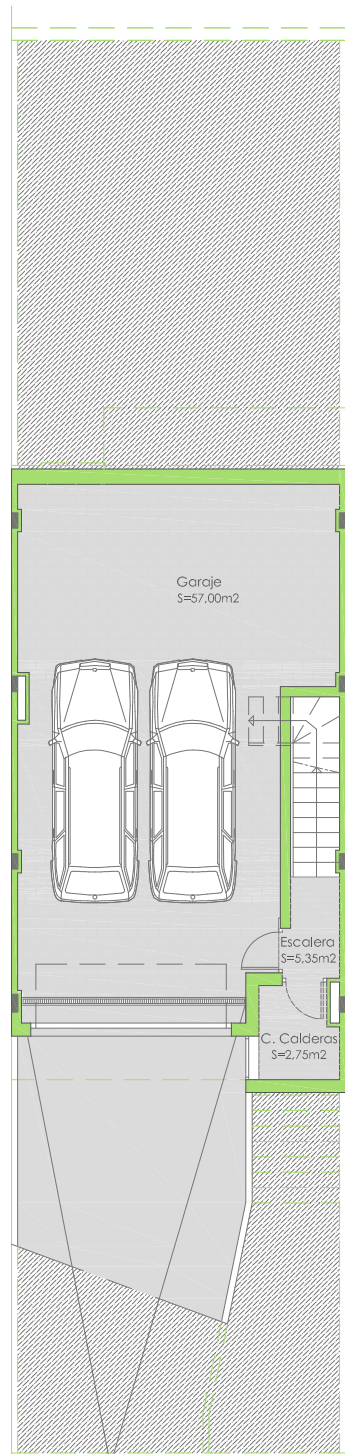 Garaje
S=57,00m2
Escalera
S=5,35m2
C. Calderas
S=2,75m2